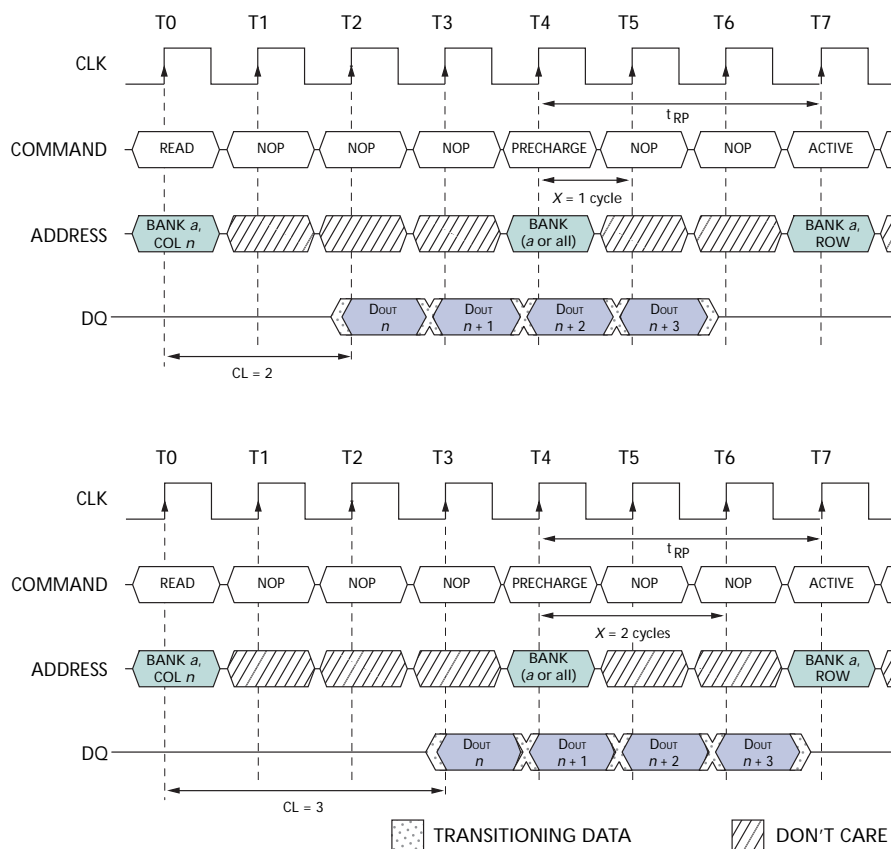 T0 T1 T2 T3 T4 T5 T6 T7
CLK
tRP
COMMAND READ NOP NOP NOP PRECHARGE NOP NOP ACTIVE
X = 1 cycle
ADDRESS BANK a, COL n BANK (a or all) BANK a, ROW
DQ DOUT n DOUT n + 1 DOUT n + 2 DOUT n + 3
CL = 2
T0 T1 T2 T3 T4 T5 T6 T7
CLK
tRP
COMMAND READ NOP NOP NOP PRECHARGE NOP NOP ACTIVE
X = 2 cycles
ADDRESS BANK a, COL n BANK (a or all) BANK a, ROW
DQ DOUT n DOUT n + 1 DOUT n + 2 DOUT n + 3
CL = 3
TRANSITIONING DATA DON'T CARE